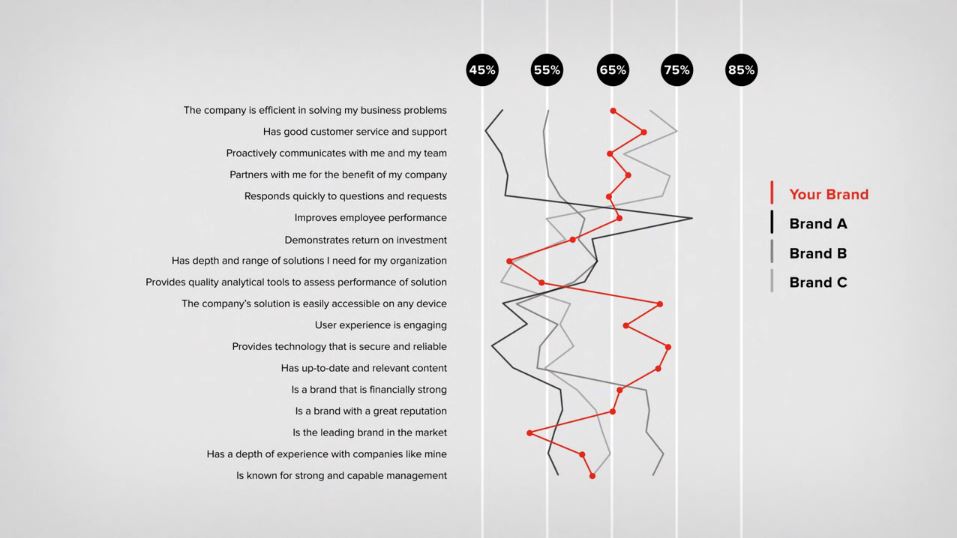 45% 55% 65% 75% 85%
The company is efficient in solving my business problems
Has good customer service and support
Proactively communicates with me and my team
Partners with me for the benefit of my company
Responds quickly to questions and requests
Improves employee performance
Demonstrates return on investment
Has depth and range of solutions I need for my organization
Provides quality analytical tools to assess performance of solution
The company's solution is easily accessible on any device
User experience is engaging
Provides technology that is secure and reliable
Has up-to-date and relevant content
Is a brand that is financially strong
Is a brand with a great reputation
Is the leading brand in the market
Has a depth of experience with companies like mine
Is known for strong and capable management
Your Brand
Brand A
Brand B
Brand C